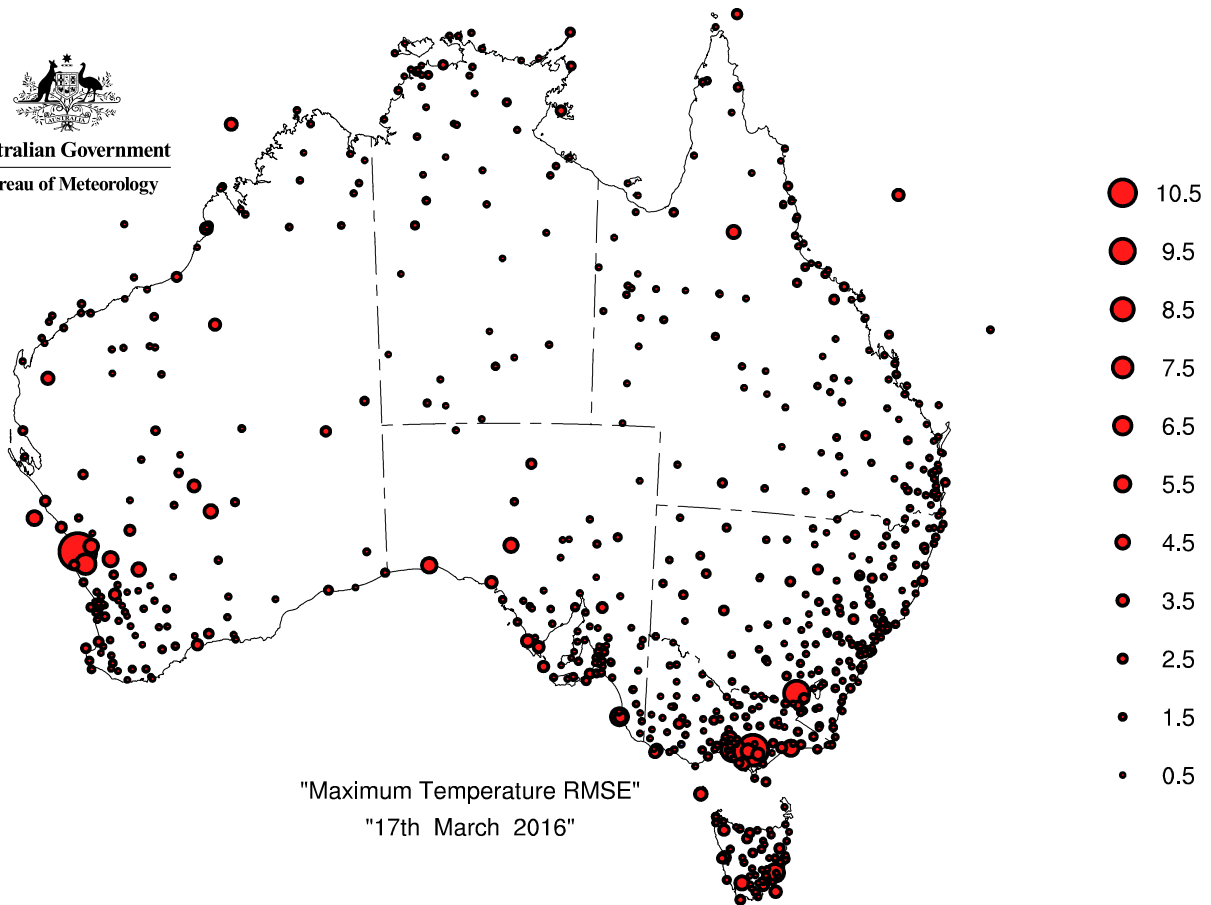 AUSTRALIA
tralian Government
reau of Meteorology
10.5
9.5
8.5
7.5
6.5
5.5
4.5
3.5
2.5
1.5
0.5
"Maximum Temperature RMSE"
"17th March 2016"